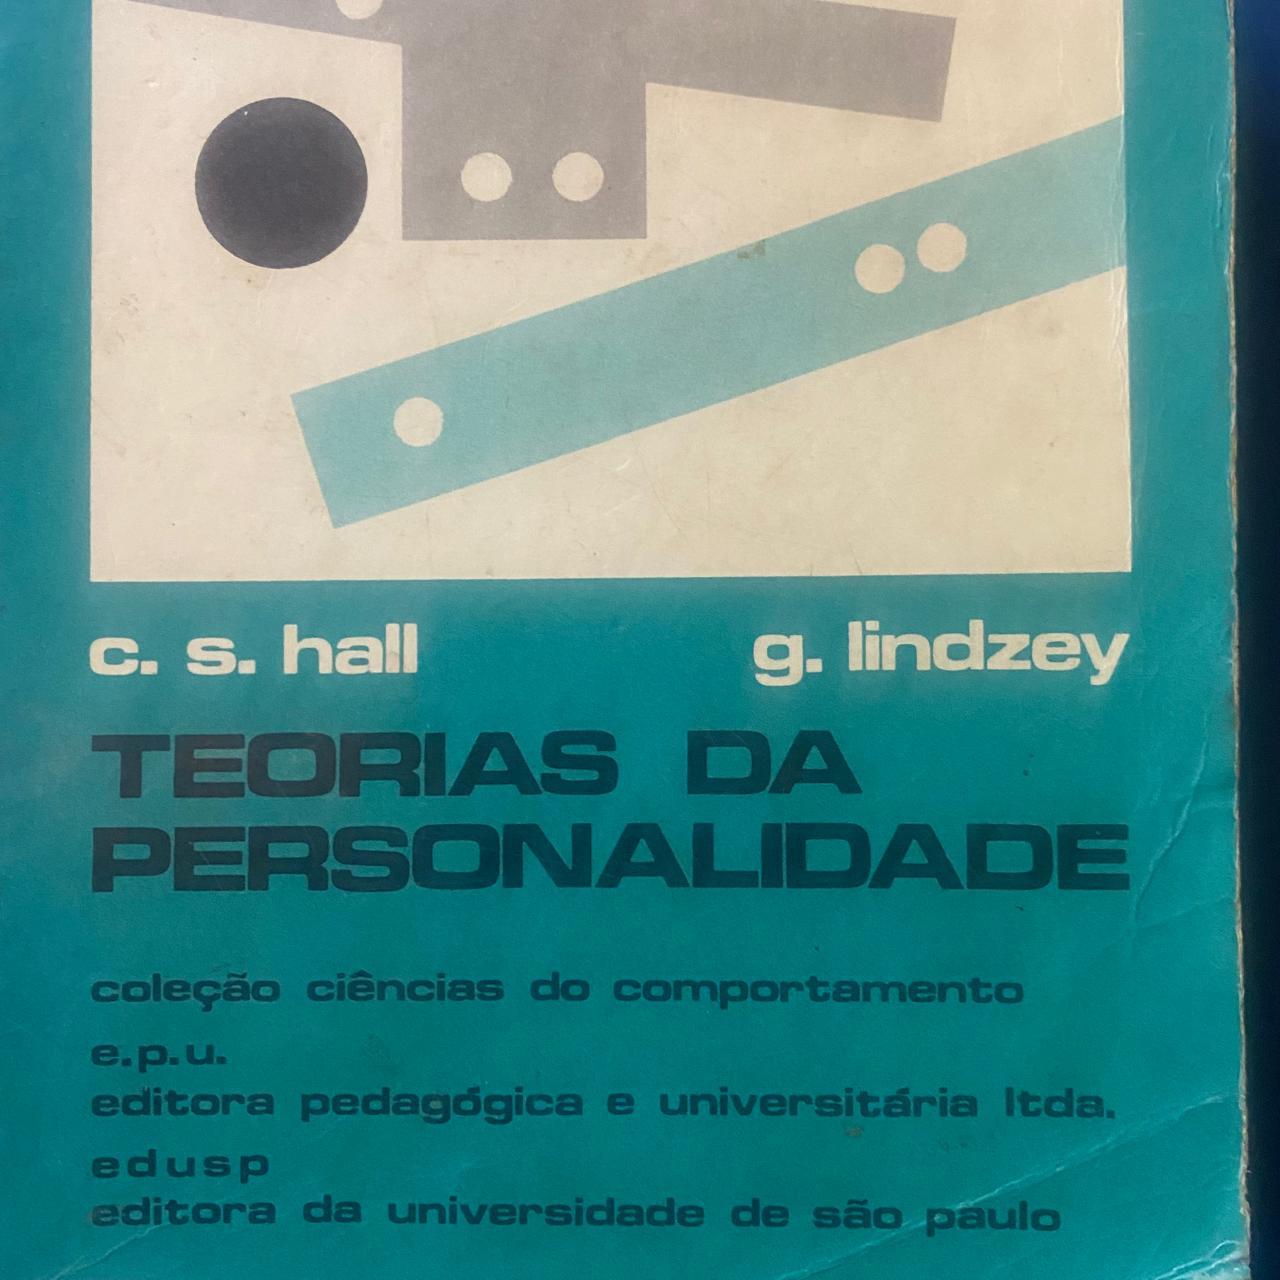 c. s. hall g. lindzey
TEORIAS DA
PERSONALIDADE
coleção ciências do comportamento
e.p.u.
editora pedagógica e universitária ltda.
edusp
editora da universidade de são paulo